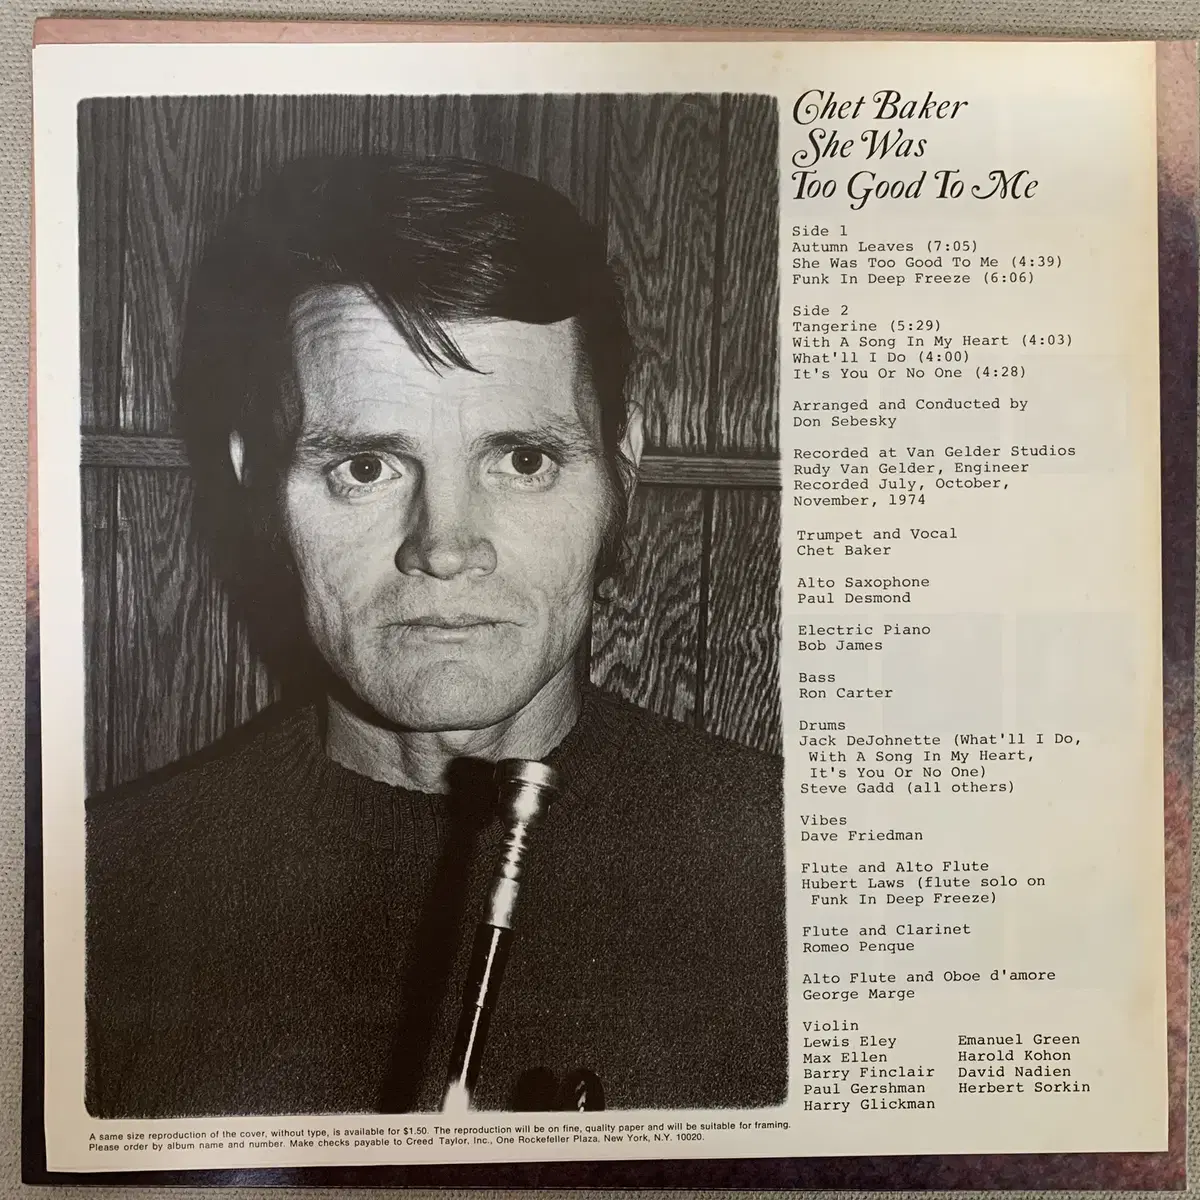 Chet Baker
She Was
Too Good To Me
Side 1
Autumn Leaves (7:05)
She Was Too Good To Me (4:39)
Funk In Deep Freeze (6:06)
Side 2
Tangerine (5:29)
With A Song In My Heart (4:03)
What'll I Do (4:00)
It's You Or No One (4:28)
Arranged and Conducted by
Don Sebesky
Recorded at Van Gelder Studios
Rudy Van Gelder, Engineer
Recorded July, October,
November, 1974
Trumpet and Vocal
Chet Baker
Alto Saxophone
Paul Desmond
Electric Piano
Bob James
Bass
Ron Carter
Drums
Jack DeJohnette (What'll I Do,
With A Song In My Heart,
It's You Or No One)
Steve Gadd (all others)
Vibes
Dave Friedman
Flute and Alto Flute
Hubert Laws (flute solo on
Funk In Deep Freeze)
Flute and Clarinet
Romeo Penque
Alto Flute and Oboe d'amore
George Marge
Violin
Lewis Eley
Max Ellen
Barry Finclair
Paul Gershman
Harry Glickman
Emanuel Green
Harold Kohon
David Nadien
Herbert Sorkin
A same size reproduction of the cover, without type, is available for $1.50. The reproduction will be on fine, quality paper and will be suitable for framing.
Please order by album name and number. Make checks payable to Creed Taylor, Inc., One Rockefeller Plaza, New York, N.Y. 10020.